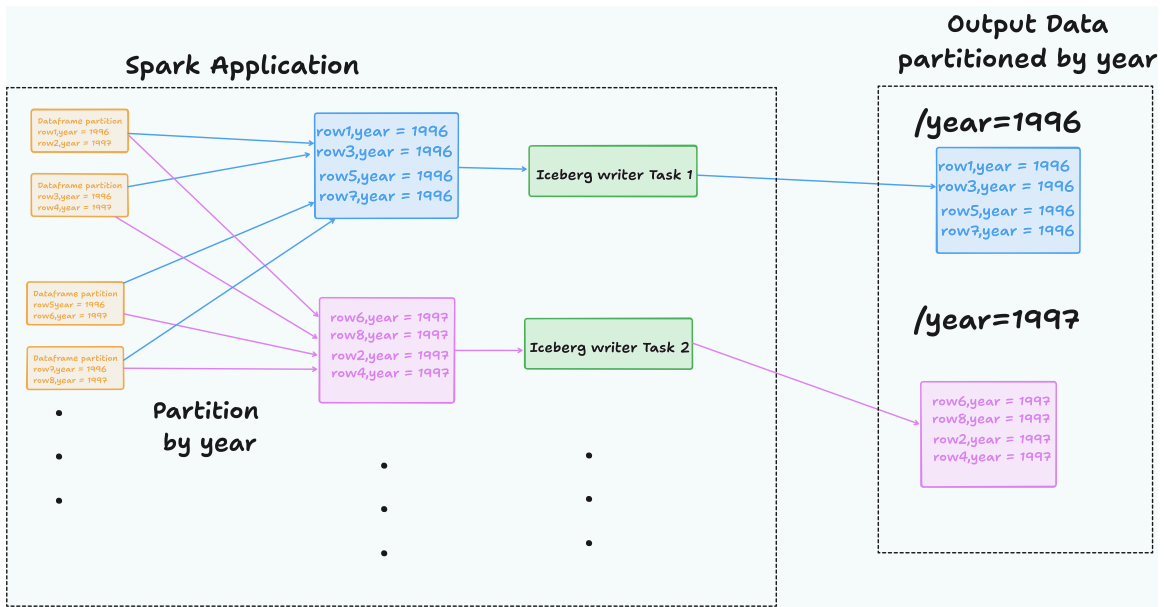 Spark Application
Dataframe partition
row1,year = 1996
row2,year = 1997
Dataframe partition
row3,year = 1996
row4,year = 1997
Dataframe partition
row5year = 1996
row6,year = 1997
Dataframe partition
row7,year = 1996
row8,year = 1997
Partition
by year
row1,year = 1996
row3,year = 1996
row5,year = 1996
row7,year = 1996
row6,year = 1997
row8,year = 1997
row2,year = 1997
row4,year = 1997
Iceberg writer Task 1
Iceberg writer Task 2
Output Data
partitioned by year
/year=1996
row1,year = 1996
row3,year = 1996
row5,year = 1996
row7,year = 1996
/year=1997
row6,year = 1997
row8,year = 1997
row2,year = 1997
row4,year = 1997